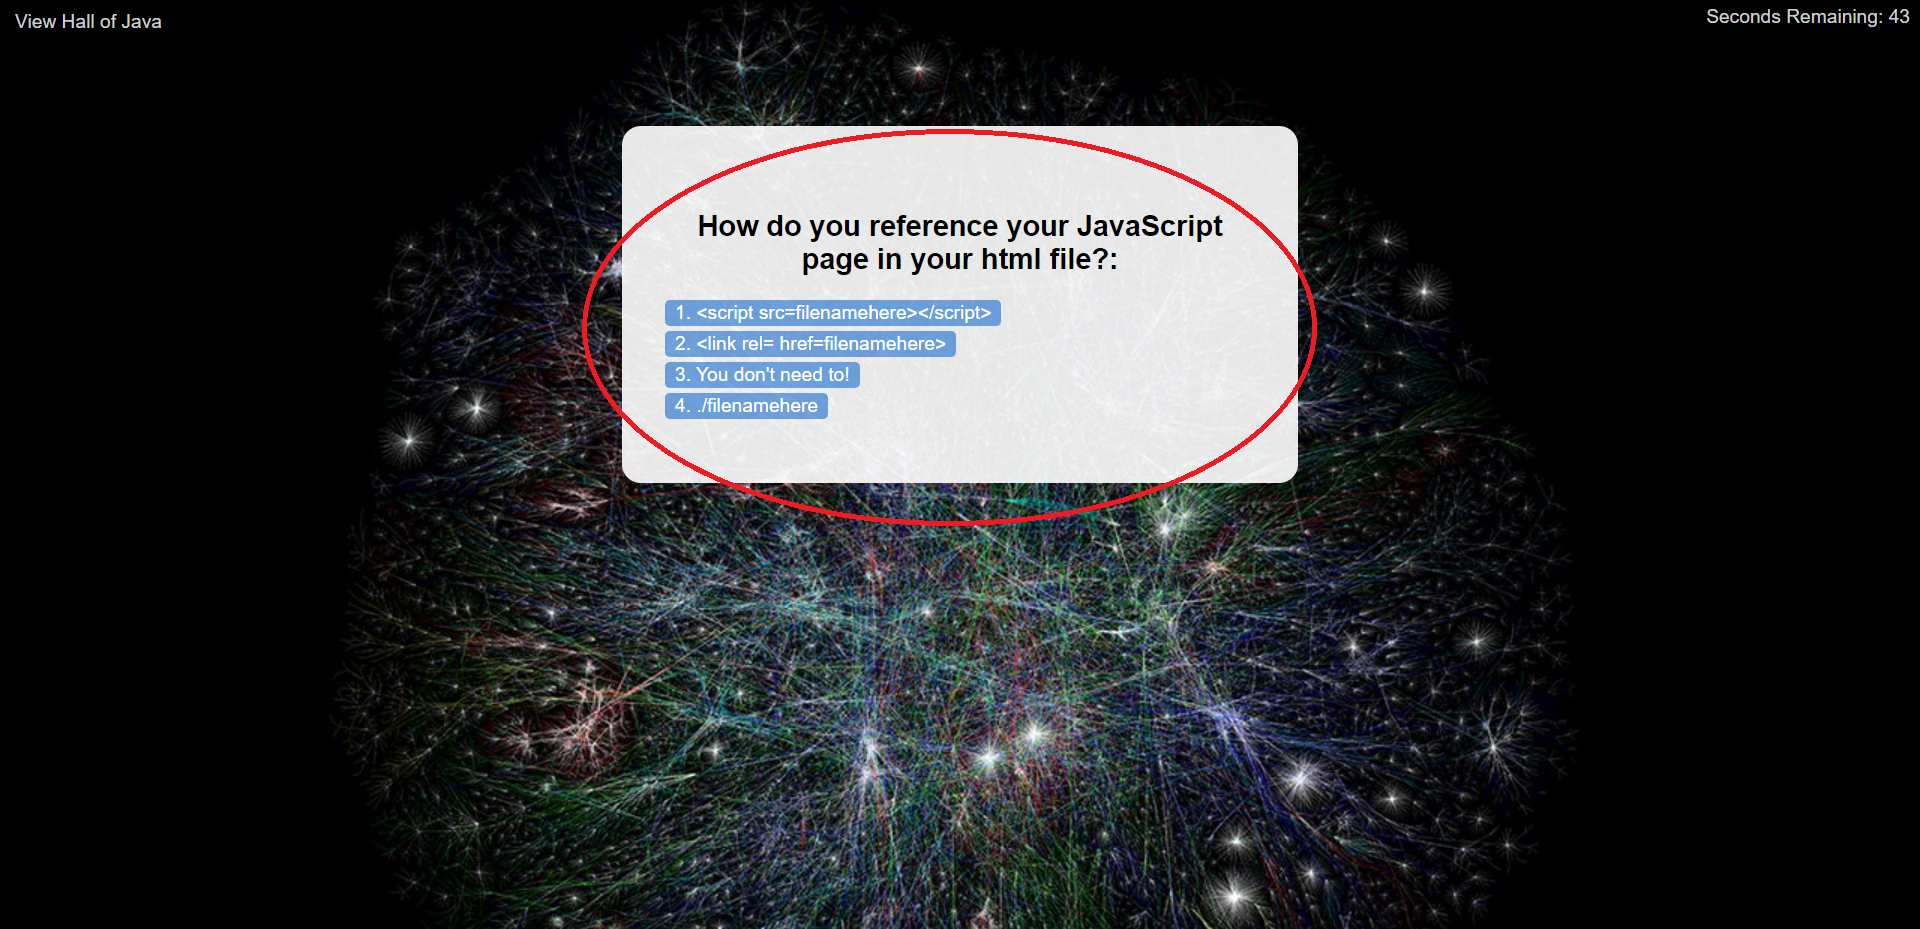 View Hall of Java
Seconds Remaining: 43
How do you reference your JavaScript
page in your html file?:
1. <script src=filenamehere></script>
2. <link rel= href=filenamehere>
3. You don't need to!
4. ./filenamehere